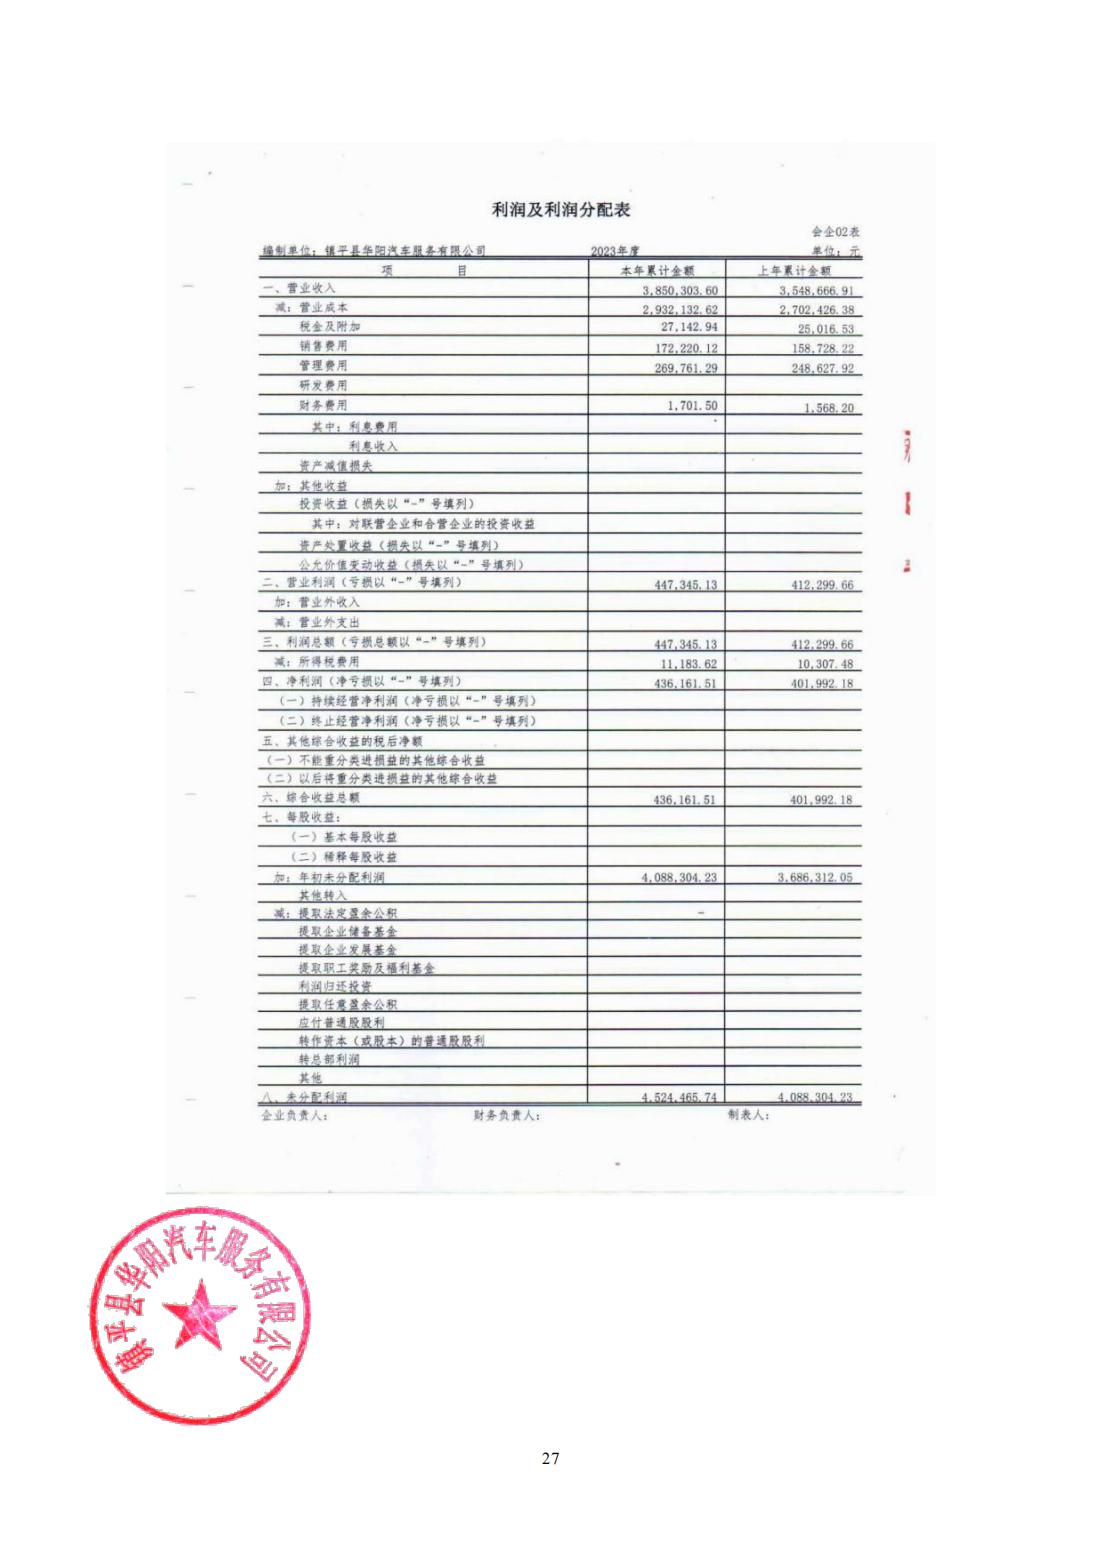 利润及利润分配表
会企02表
编制单位：镇平县华阳汽车服务有限公司 2023年度 单位：元
项 目 本年累计金额 上年累计金额
一、营业收入 3,850,303.60 3,548,666.91
减：营业成本 2,932,132.62 2,702,426.38
税金及附加 27,142.94 25,016.53
销售费用 172,220.12 158,728.22
管理费用 269,761.29 248,627.92
研发费用
财务费用 1,701.50 1,568.20
其中：利息费用
利息收入
资产减值损失
加：其他收益
投资收益（损失以“-”号填列）
其中：对联营企业和合营企业的投资收益
资产处置收益（损失以“-”号填列）
公允价值变动收益（损失以“-”号填列）
二、营业利润（亏损以“-”号填列） 447,345.13 412,299.66
加：营业外收入
减：营业外支出
三、利润总额（亏损总额以“-”号填列） 447,345.13 412,299.66
减：所得税费用 11,183.62 10,307.48
四、净利润（净亏损以“-”号填列） 436,161.51 401,992.18
（一）持续经营净利润（净亏损以“-”号填列）
（二）终止经营净利润（净亏损以“-”号填列）
五、其他综合收益的税后净额
（一）不能重分类进损益的其他综合收益
（二）以后将重分类进损益的其他综合收益
六、综合收益总额 436,161.51 401,992.18
七、每股收益：
（一）基本每股收益
（二）稀释每股收益
加：年初未分配利润 4,088,304.23 3,686,312.05
其他转入
减：提取法定盈余公积 -
提取企业储备基金
提取企业发展基金
提取职工奖励及福利基金
利润归还投资
提取任意盈余公积
应付普通股股利
转作资本（或股本）的普通股股利
转总部利润
其他
八、未分配利润 4,524,465.74 4,088,304.23
企业负责人： 财务负责人： 制表人：
镇平县华阳汽车服务有限公司
27